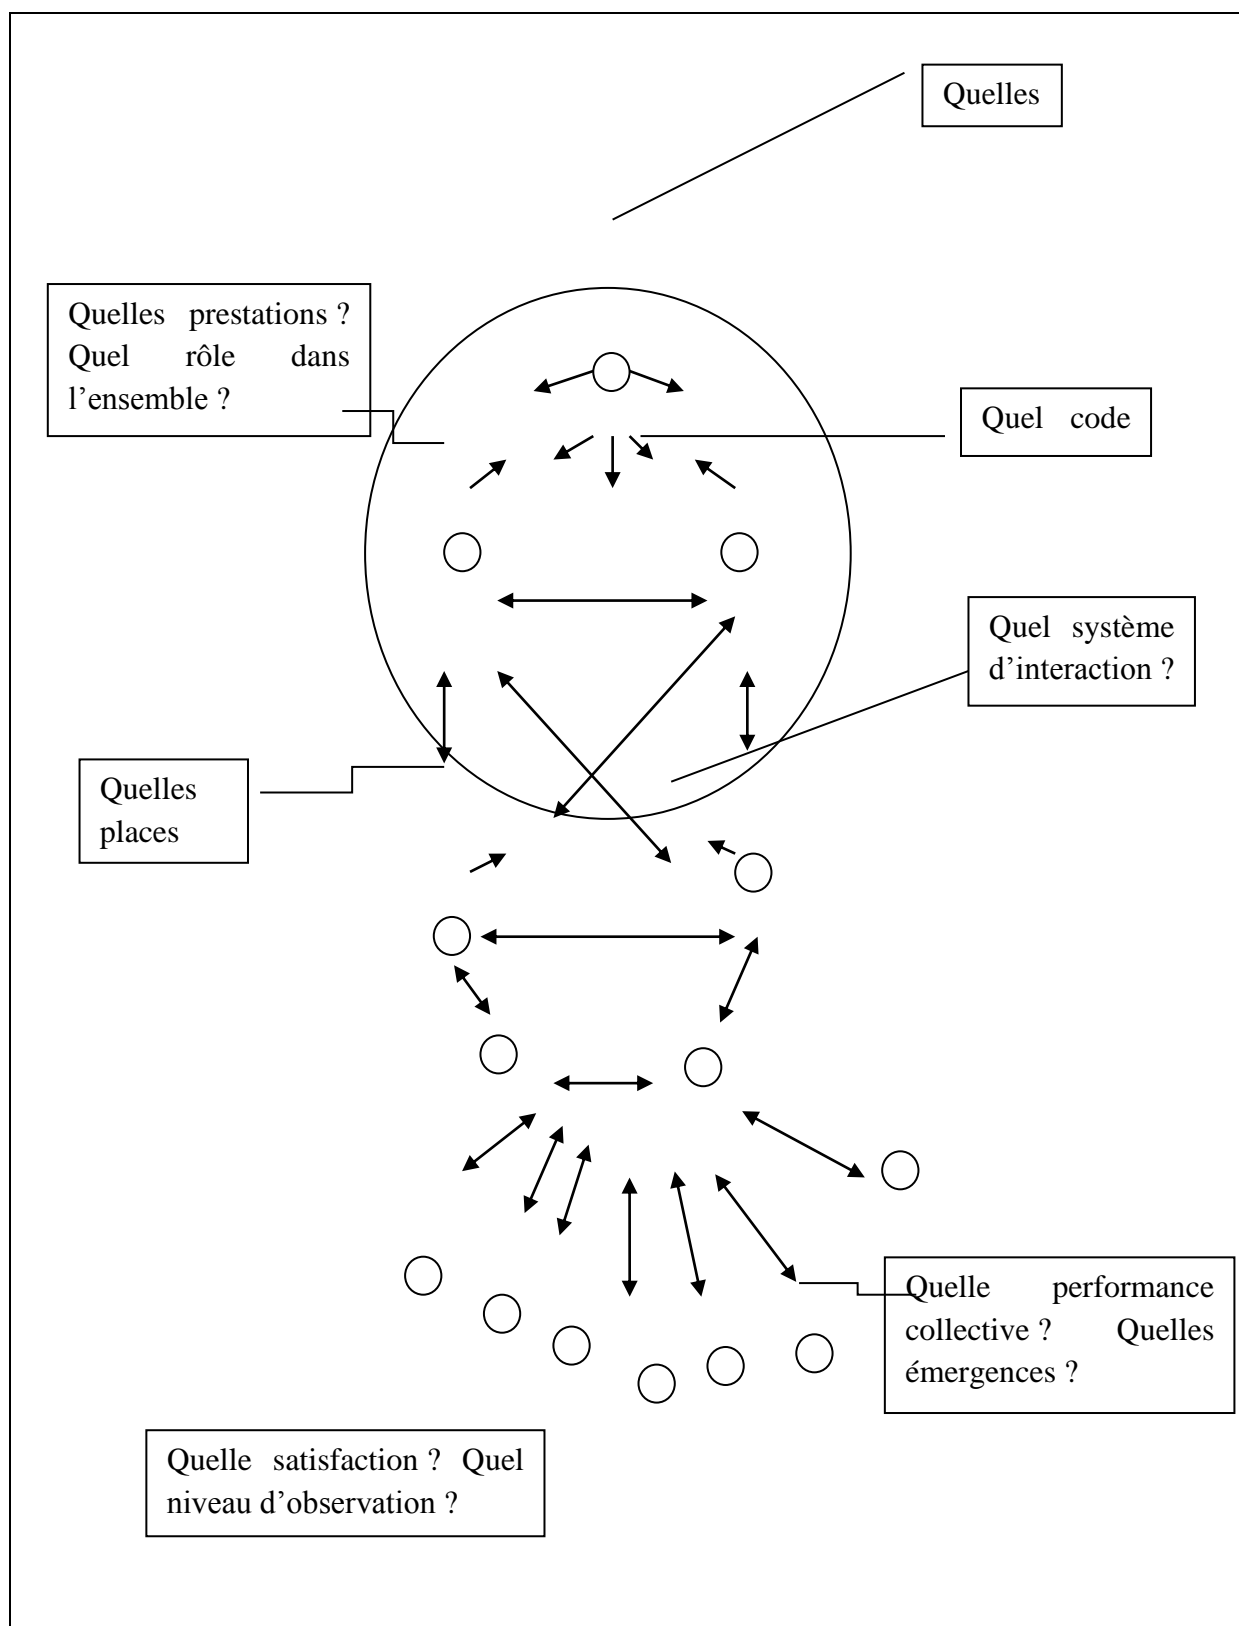 Quelles
Quelles prestations ?
Quel rôle dans
l’ensemble ?
Quel code
Quel système
d’interaction ?
Quelles
places
Quelle performance
collective ? Quelles
émergences ?
Quelle satisfaction ? Quel
niveau d’observation ?